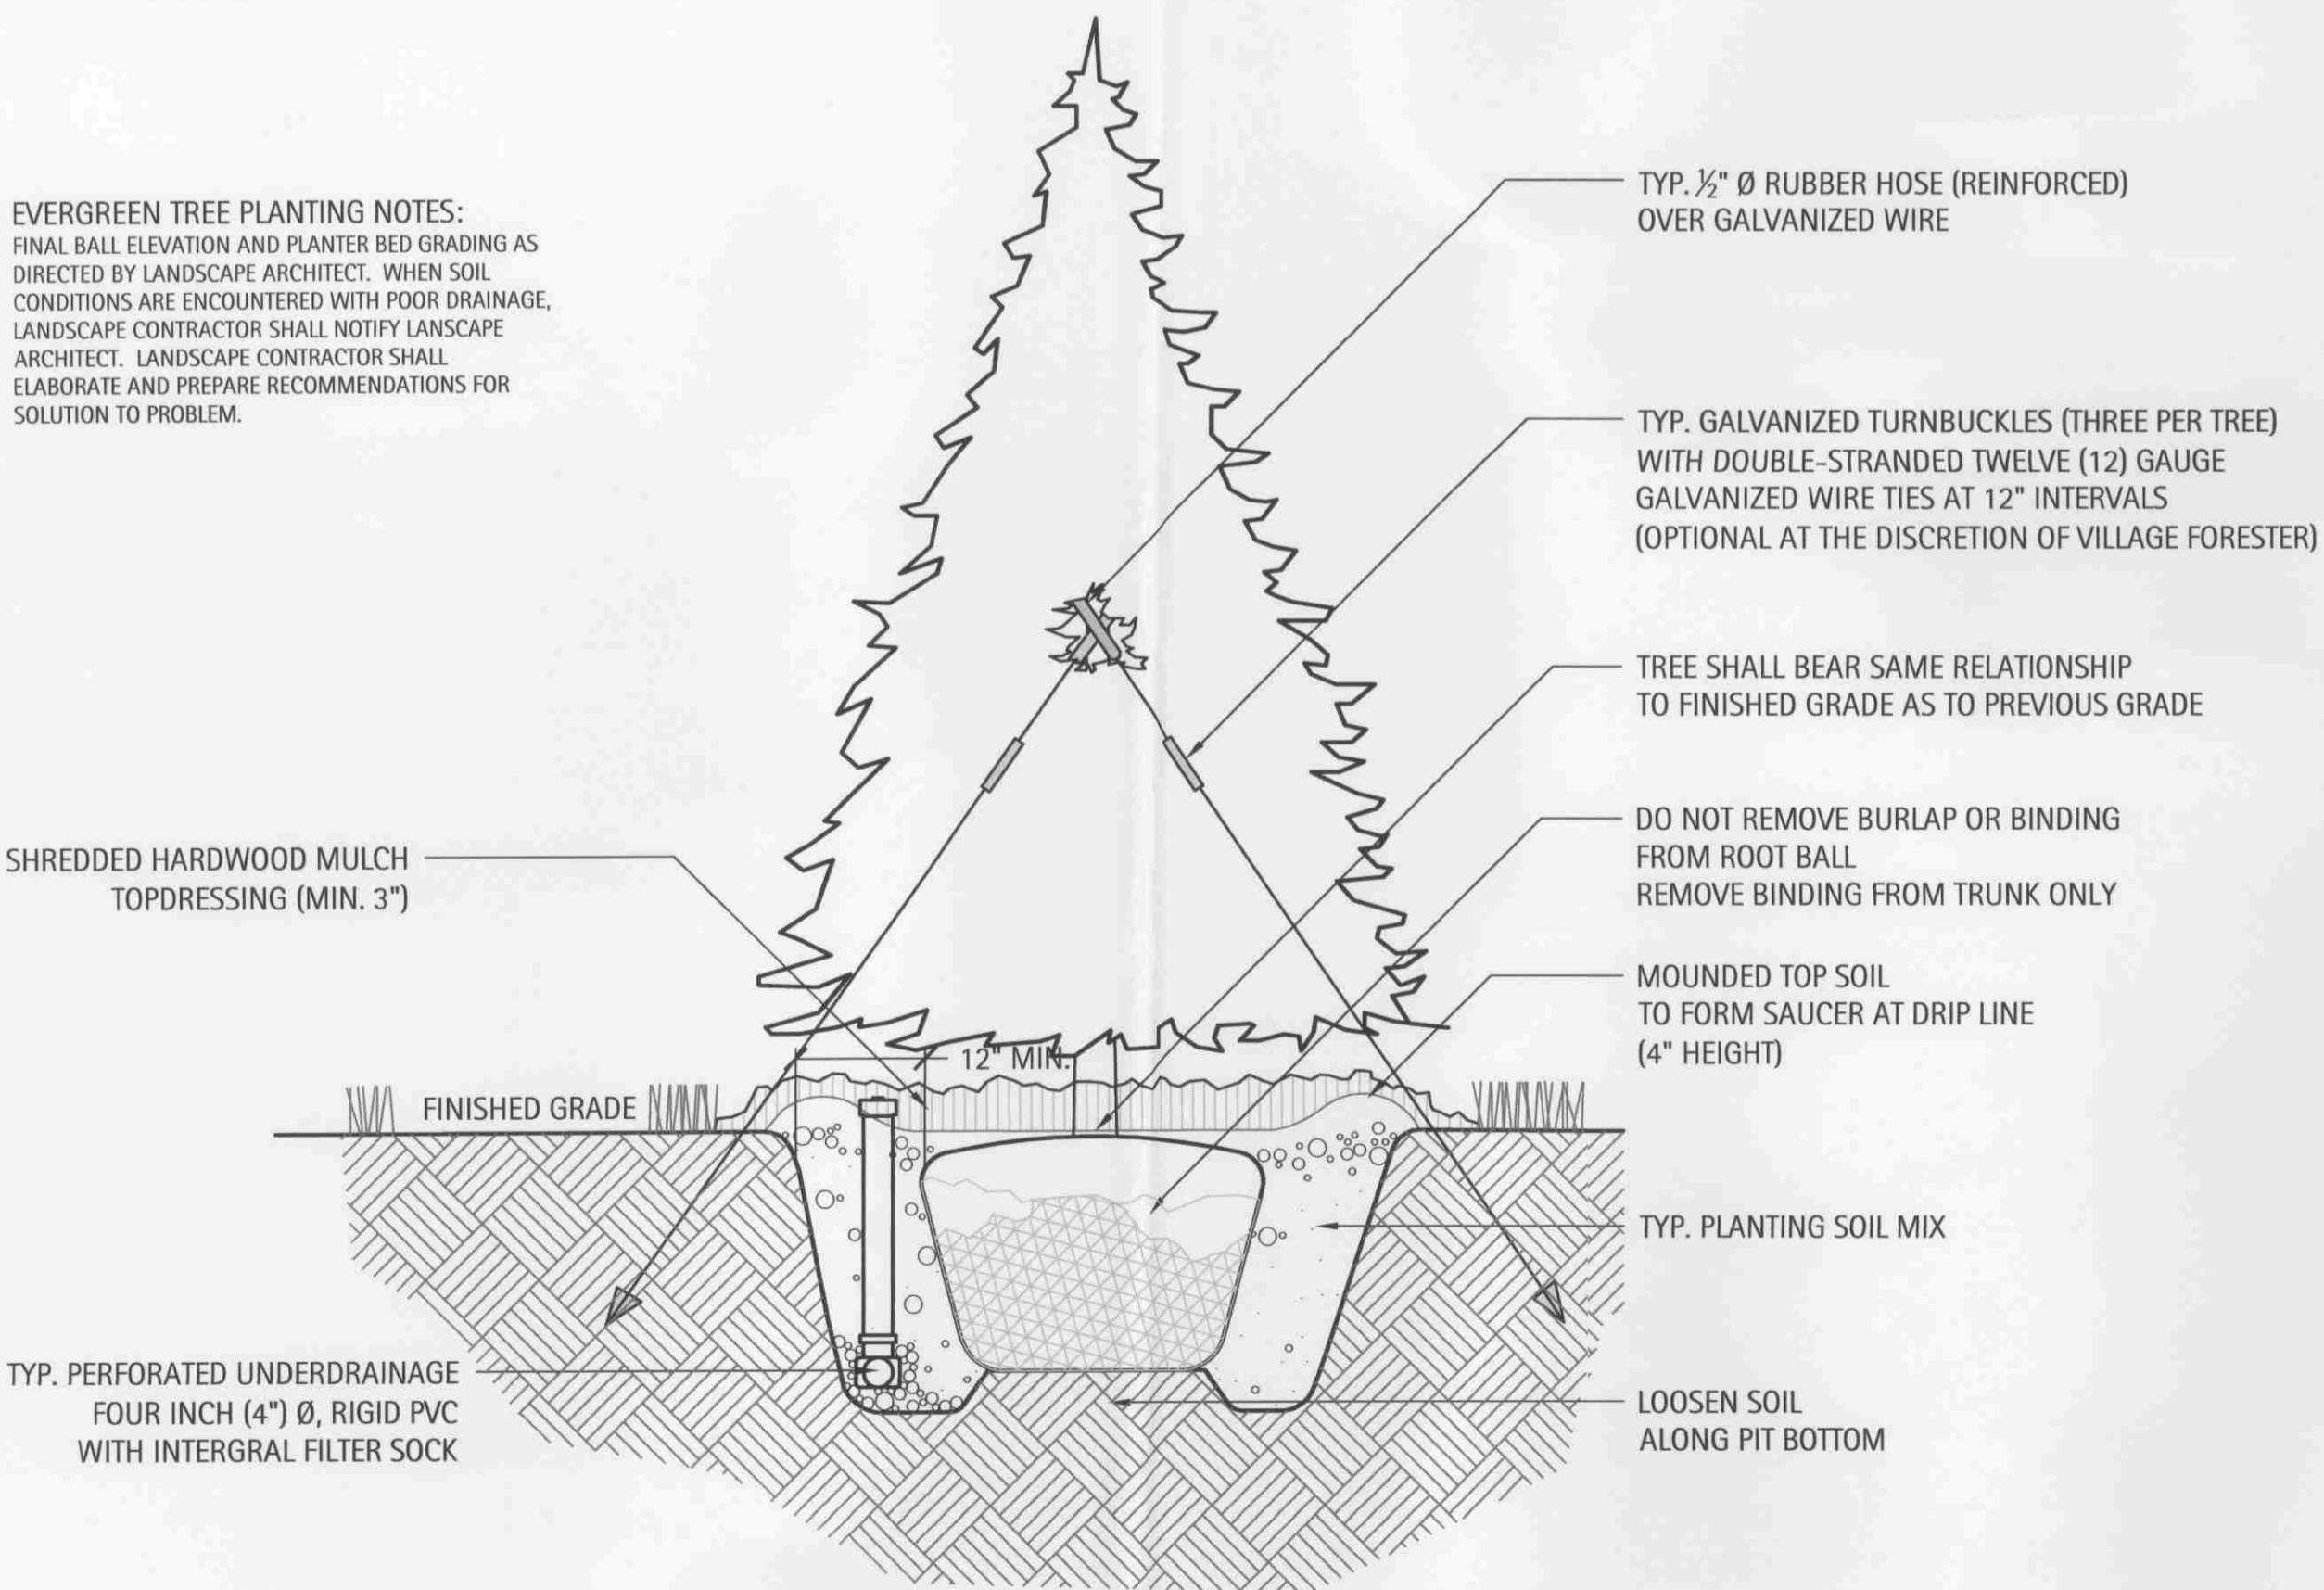 EVERGREEN TREE PLANTING NOTES:
FINAL BALL ELEVATION AND PLANTER BED GRADING AS
DIRECTED BY LANDSCAPE ARCHITECT. WHEN SOIL
CONDITIONS ARE ENCOUNTERED WITH POOR DRAINAGE,
LANDSCAPE CONTRACTOR SHALL NOTIFY LANSCAPE
ARCHITECT. LANDSCAPE CONTRACTOR SHALL
ELABORATE AND PREPARE RECOMMENDATIONS FOR
SOLUTION TO PROBLEM.
TYP. ½" Ø RUBBER HOSE (REINFORCED)
OVER GALVANIZED WIRE
TYP. GALVANIZED TURNBUCKLES (THREE PER TREE)
WITH DOUBLE-STRANDED TWELVE (12) GAUGE
GALVANIZED WIRE TIES AT 12" INTERVALS
(OPTIONAL AT THE DISCRETION OF VILLAGE FORESTER)
TREE SHALL BEAR SAME RELATIONSHIP
TO FINISHED GRADE AS TO PREVIOUS GRADE
DO NOT REMOVE BURLAP OR BINDING
FROM ROOT BALL
REMOVE BINDING FROM TRUNK ONLY
SHREDDED HARDWOOD MULCH
TOPDRESSING (MIN. 3")
MOUNDED TOP SOIL
TO FORM SAUCER AT DRIP LINE
(4" HEIGHT)
12" MIN.
FINISHED GRADE
TYP. PLANTING SOIL MIX
TYP. PERFORATED UNDERDRAINAGE
FOUR INCH (4") Ø, RIGID PVC
WITH INTERGRAL FILTER SOCK
LOOSEN SOIL
ALONG PIT BOTTOM